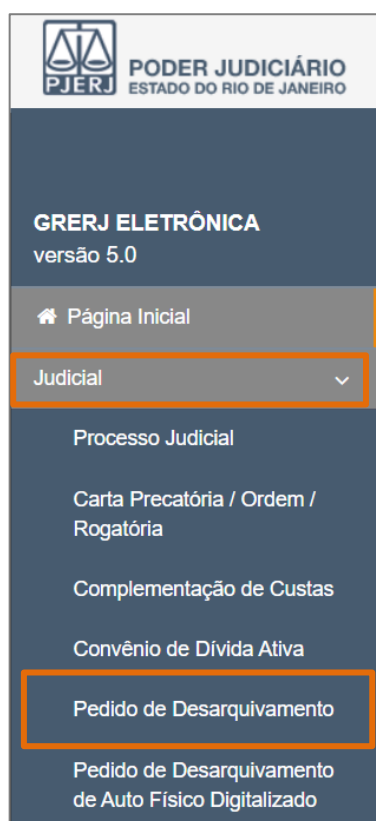 PJERJ
PODER JUDICIÁRIO
ESTADO DO RIO DE JANEIRO
GRERJ ELETRÔNICA
versão 5.0
Página Inicial
Judicial
Processo Judicial
Carta Precatória / Ordem /
Rogatória
Complementação de Custas
Convênio de Dívida Ativa
Pedido de Desarquivamento
Pedido de Desarquivamento
de Auto Físico Digitalizado